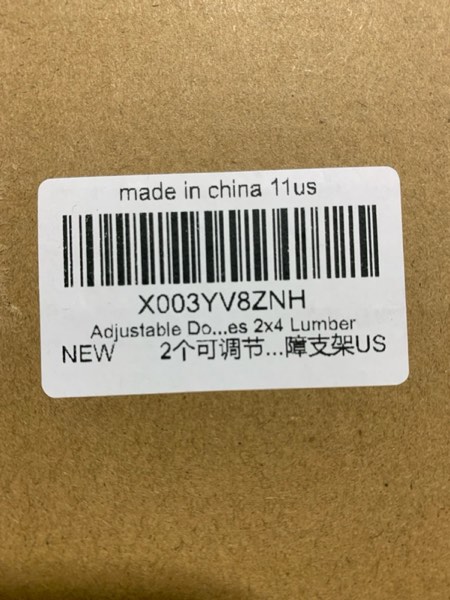 made in china 11us
X003YV8ZNH
Adjustable Do...es 2x4 Lumber
NEW 2个可调节...障支架US